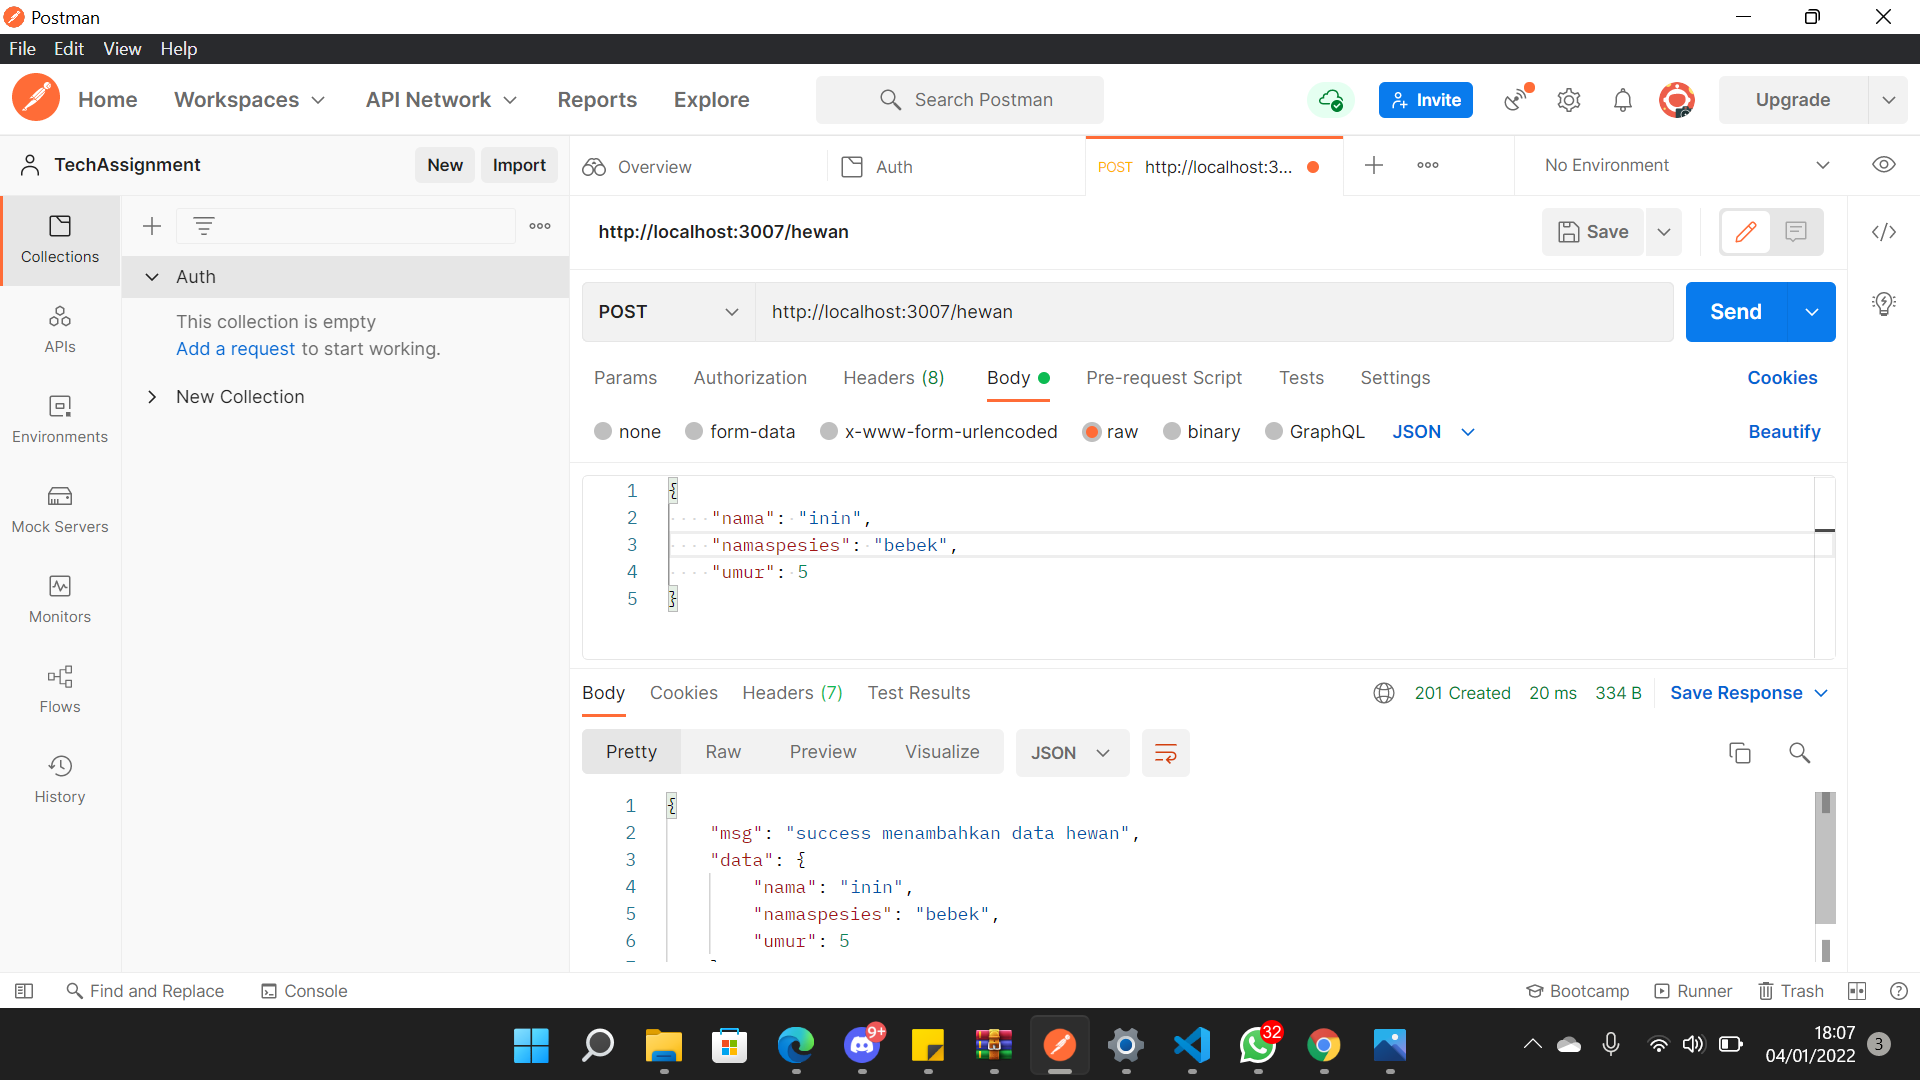 Postman
File Edit View Help
Home Workspaces API Network Reports Explore Search Postman Invite Upgrade
TechAssignment New Import Overview Auth POST http://localhost:3... No Environment
http://localhost:3007/hewan Save
Collections
Auth
This collection is empty
Add a request to start working.
New Collection
APIs
Environments
Mock Servers
Monitors
Flows
History
POST http://localhost:3007/hewan Send
Params Authorization Headers (8) Body Pre-request Script Tests Settings Cookies
none form-data x-www-form-urlencoded raw binary GraphQL JSON Beautify
1 {
2 "nama": "inin",
3 "namaspesies": "bebek",
4 "umur": 5
5 }
Body Cookies Headers (7) Test Results 201 Created 20 ms 334 B Save Response
Pretty Raw Preview Visualize JSON
1 {
2 "msg": "success menambahkan data hewan",
3 "data": {
4 "nama": "inin",
5 "namaspesies": "bebek",
6 "umur": 5
Find and Replace Console Bootcamp Runner Trash
9+
32
18:07
04/01/2022
3